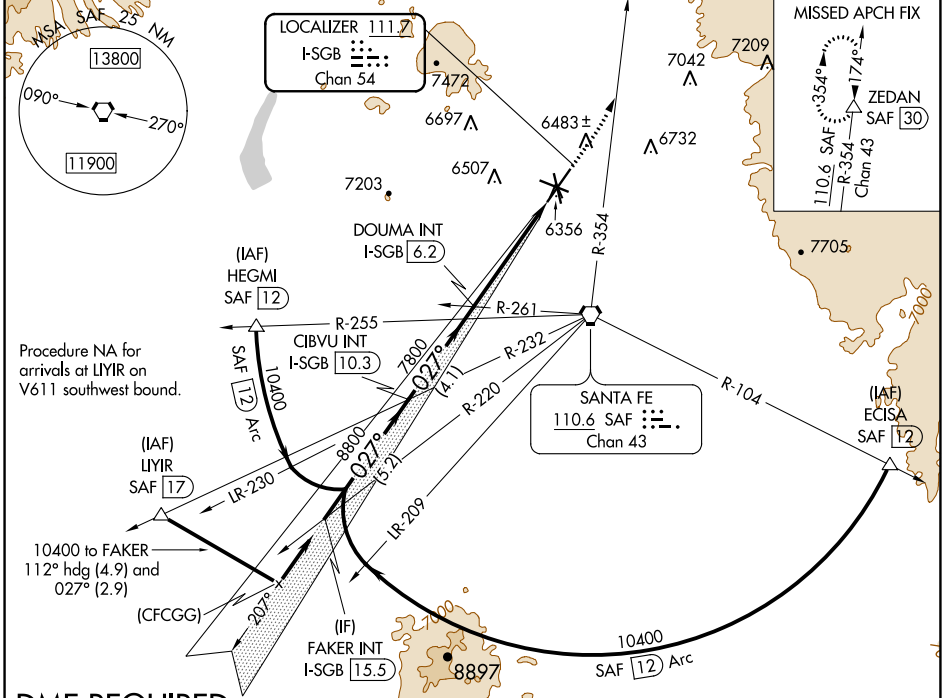 MSA SAF 25 NM
13800
090°
270°
11900
LOCALIZER 111.7
I-SGB
Chan 54
7472
6697
6507
7203
6483±
6356
7042
7209
6732
MISSED APCH FIX
354°
174°
ZEDAN
SAF 30
110.6 SAF
R-354
Chan 43
7705
7000
R-354
DOUMA INT
I-SGB 6.2
(IAF)
HEGMI
SAF 12
R-255
R-261
CIBVU INT
I-SGB 10.3
7800
027°
(4.1)
R-232
R-220
SANTA FE
110.6 SAF
Chan 43
R-104
(IAF)
ECISA
SAF 12
Procedure NA for
arrivals at LIYIR on
V611 southwest bound.
SAF 12 Arc
10400
8800
027°
(5.2)
LR-230
LR-209
(IAF)
LIYIR
SAF 17
10400 to FAKER
112° hdg (4.9) and
027° (2.9)
(CFCGG)
207°
(IF)
FAKER INT
I-SGB 15.5
7000
8897
10400
SAF 12 Arc
DME REQUIRED